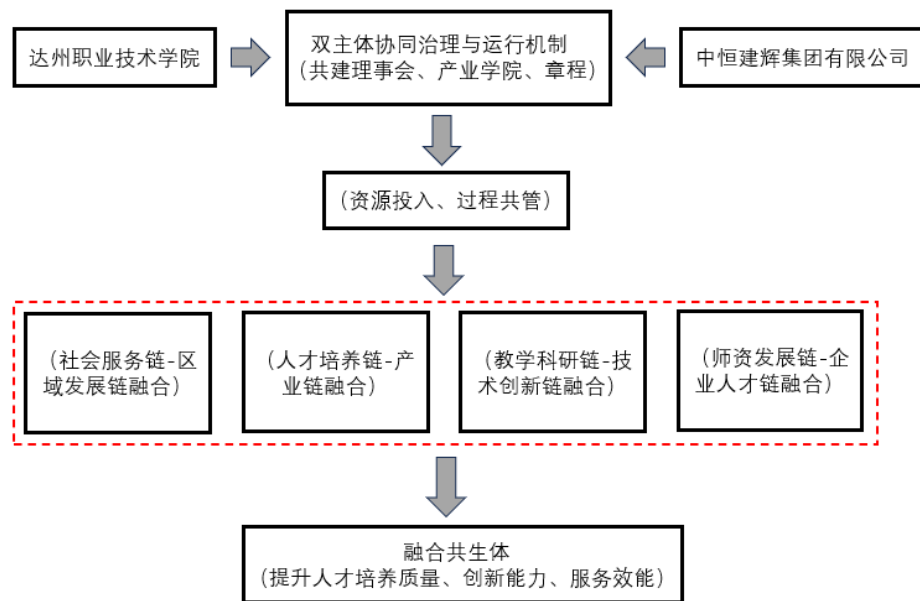 达州职业技术学院
双主体协同治理与运行机制
（共建理事会、产业学院、章程）
中恒建辉集团有限公司
（资源投入、过程共管）
（社会服务链-区
域发展链融合）
（人才培养链-产
业链融合）
（教学科研链-技
术创新链融合）
（师资发展链-企
业人才链融合）
融合共生体
（提升人才培养质量、创新能力、服务效能）